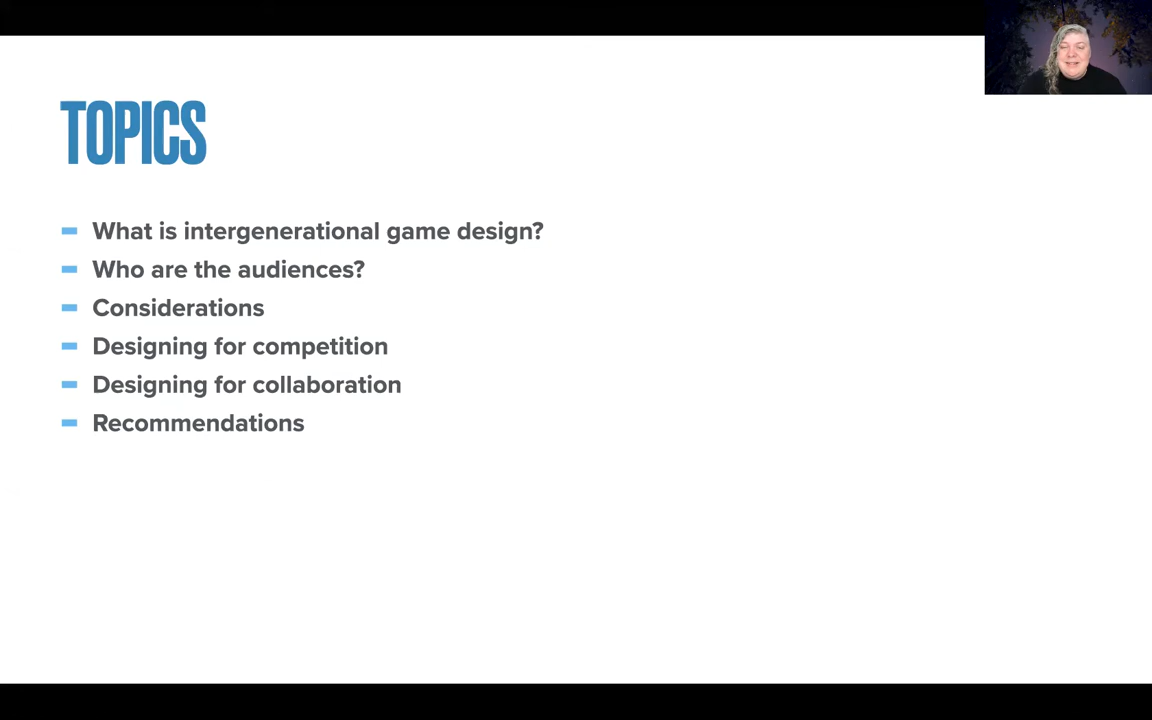 TOPICS
What is intergenerational game design?
Who are the audiences?
Considerations
Designing for competition
Designing for collaboration
Recommendations